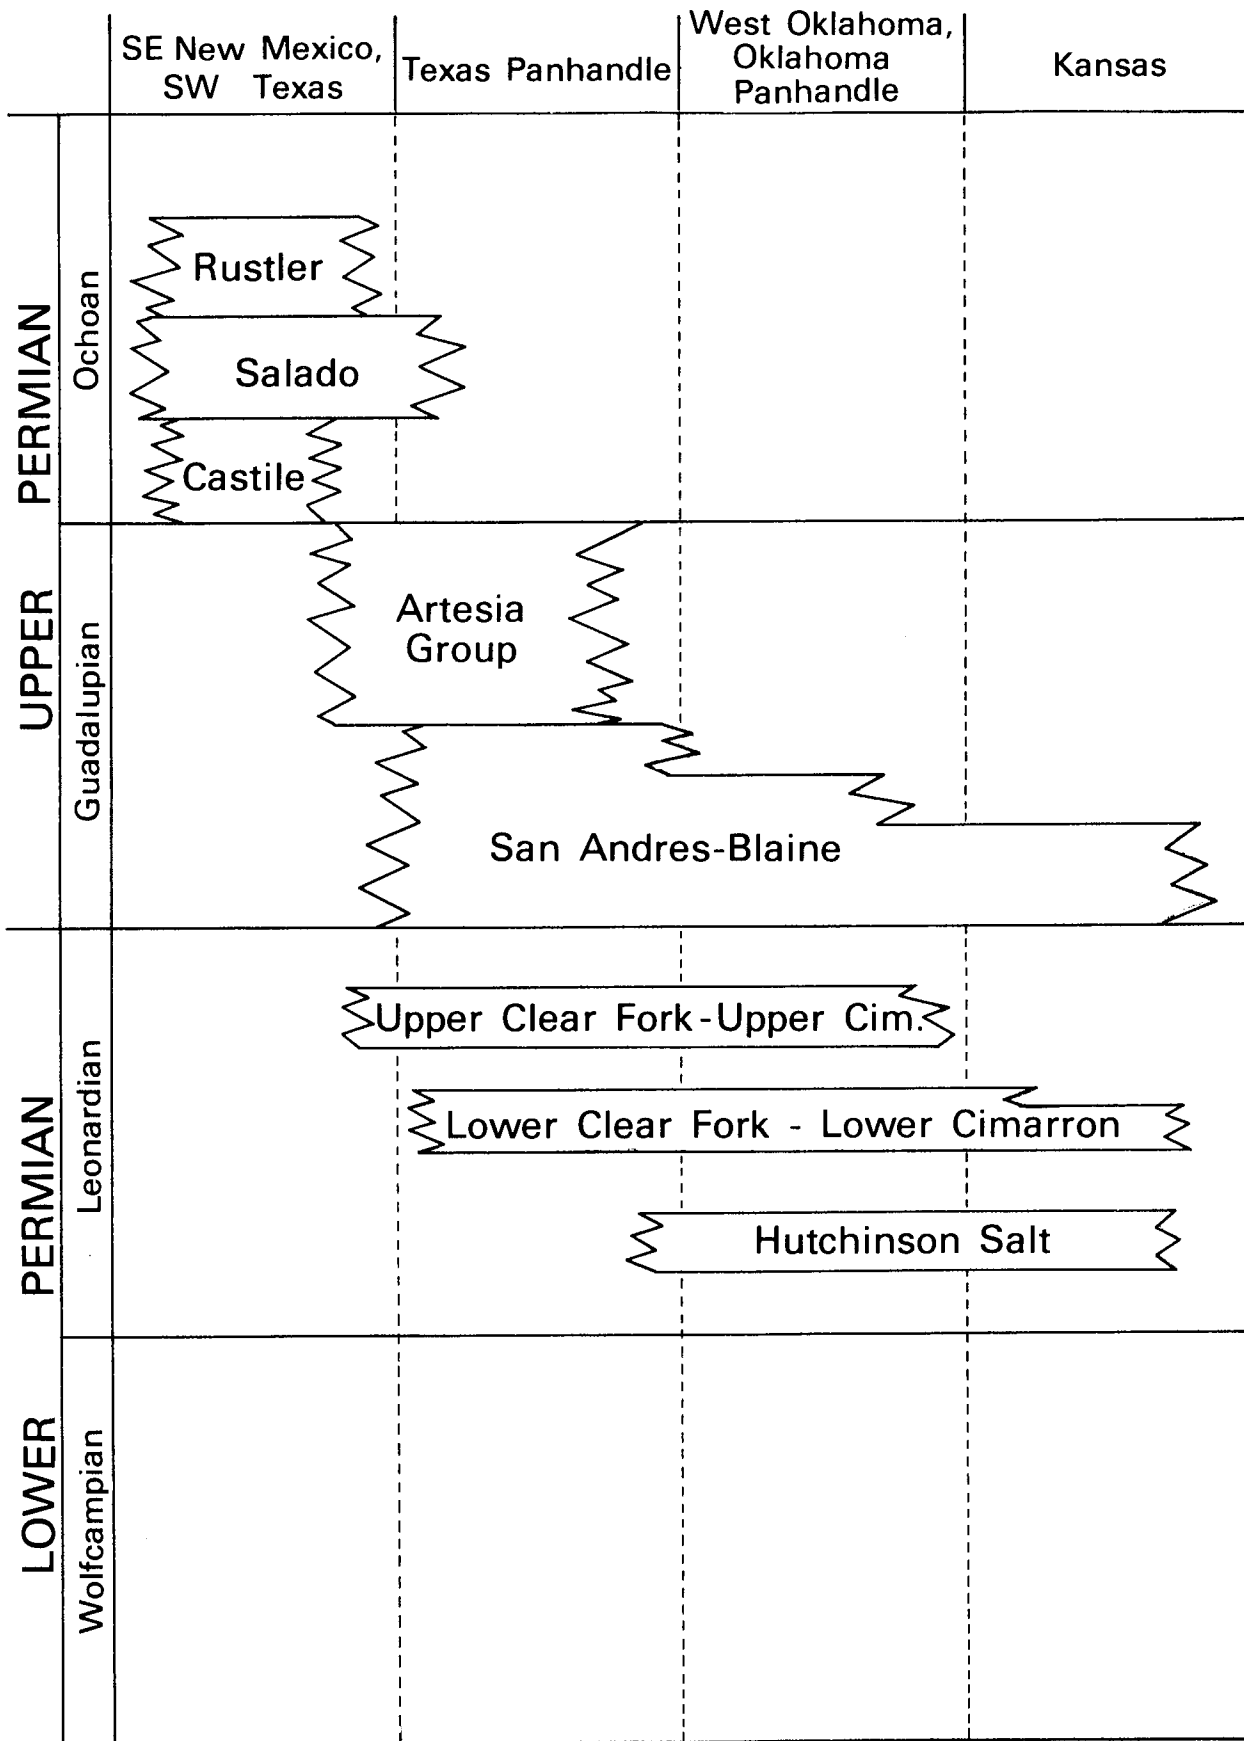 SE New Mexico,
SW Texas
Texas Panhandle
West Oklahoma,
Oklahoma
Panhandle
Kansas
UPPER PERMIAN
Ochoan
Rustler
Salado
Castile
Guadalupian
Artesia
Group
San Andres-Blaine
LOWER PERMIAN
Leonardian
Upper Clear Fork-Upper Cim.
Lower Clear Fork - Lower Cimarron
Hutchinson Salt
Wolfcampian